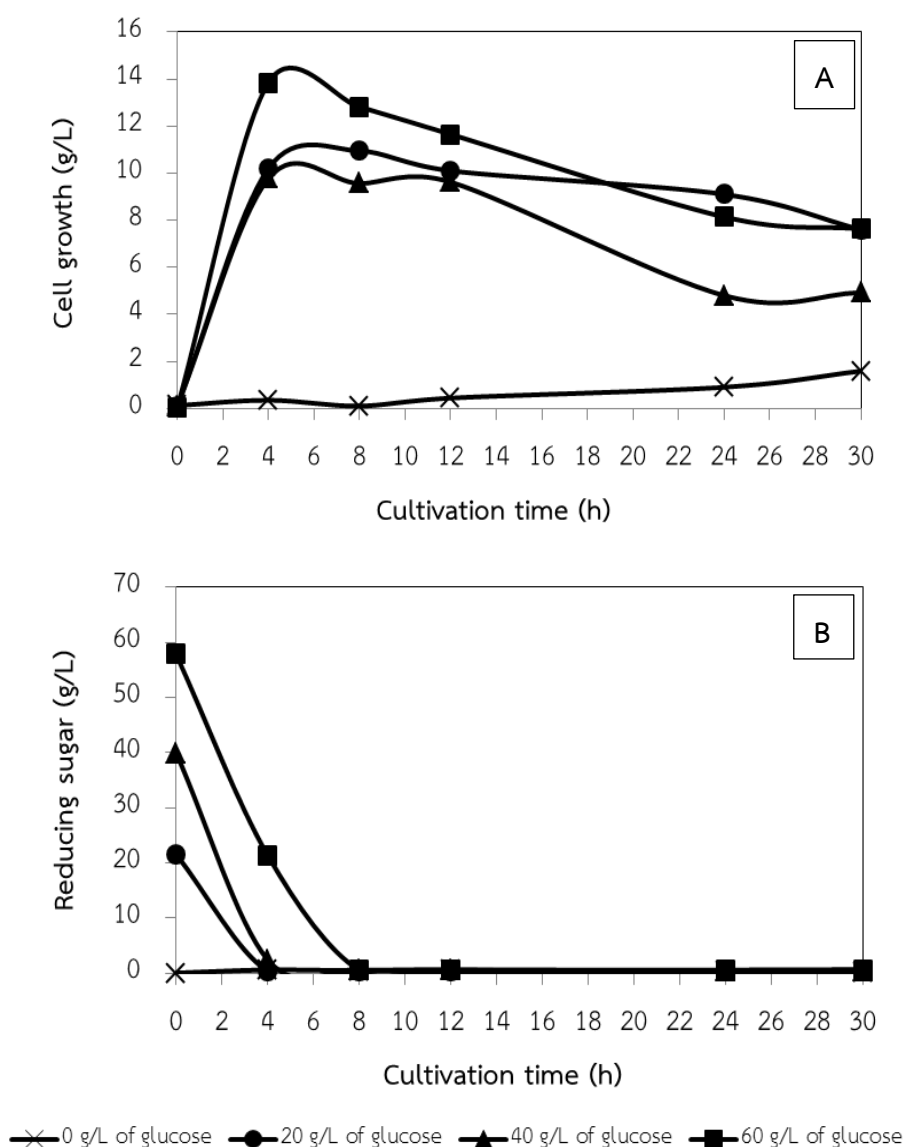 A
Cell growth (g/L)
16
14
12
10
8
6
4
2
0
0 2 4 6 8 10 12 14 16 18 20 22 24 26 28 30
Cultivation time (h)
B
Reducing sugar (g/L)
70
60
50
40
30
20
10
0
0 2 4 6 8 10 12 14 16 18 20 22 24 26 28 30
Cultivation time (h)
0 g/L of glucose 20 g/L of glucose 40 g/L of glucose 60 g/L of glucose